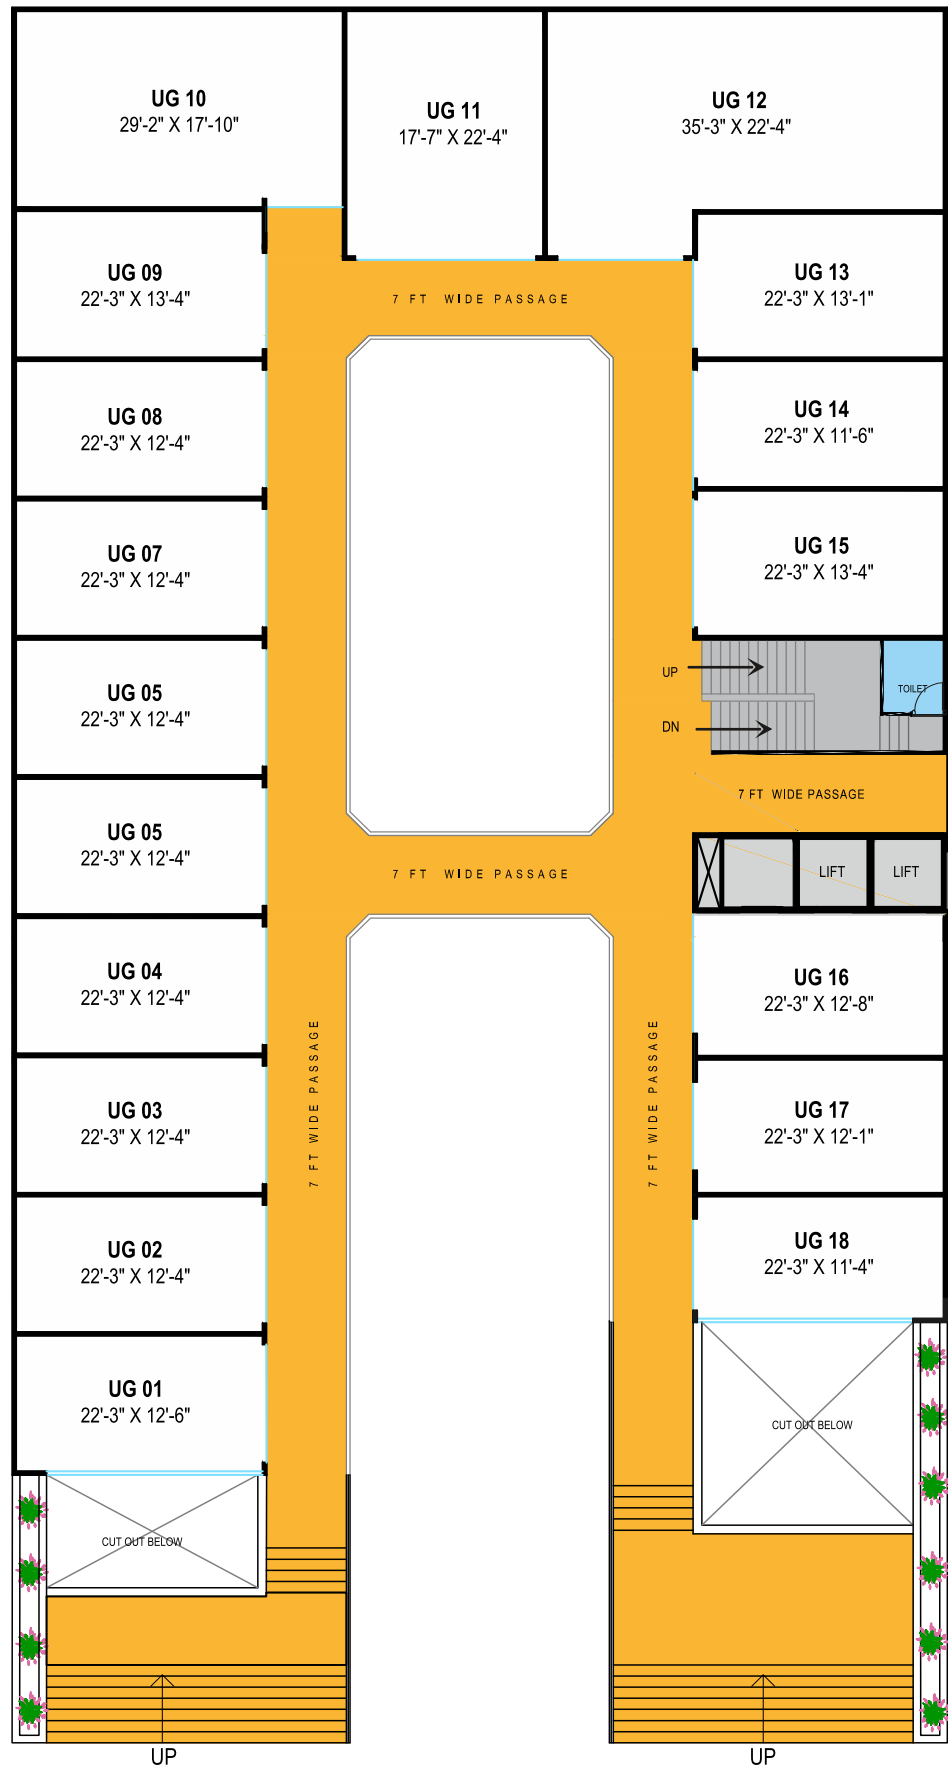 UG 10
29'-2" X 17'-10"
UG 11
17'-7" X 22'-4"
UG 12
35'-3" X 22'-4"
UG 09
22'-3" X 13'-4"
7 FT WIDE PASSAGE
UG 13
22'-3" X 13'-1"
UG 08
22'-3" X 12'-4"
UG 14
22'-3" X 11'-6"
UG 07
22'-3" X 12'-4"
UG 15
22'-3" X 13'-4"
UG 05
22'-3" X 12'-4"
UP
TOILET
DN
7 FT WIDE PASSAGE
UG 05
22'-3" X 12'-4"
7 FT WIDE PASSAGE
LIFT
LIFT
UG 04
22'-3" X 12'-4"
UG 16
22'-3" X 12'-8"
7 FT WIDE PASSAGE
7 FT WIDE PASSAGE
UG 03
22'-3" X 12'-4"
UG 17
22'-3" X 12'-1"
UG 02
22'-3" X 12'-4"
UG 18
22'-3" X 11'-4"
UG 01
22'-3" X 12'-6"
CUT OUT BELOW
CUT OUT BELOW
UP
UP